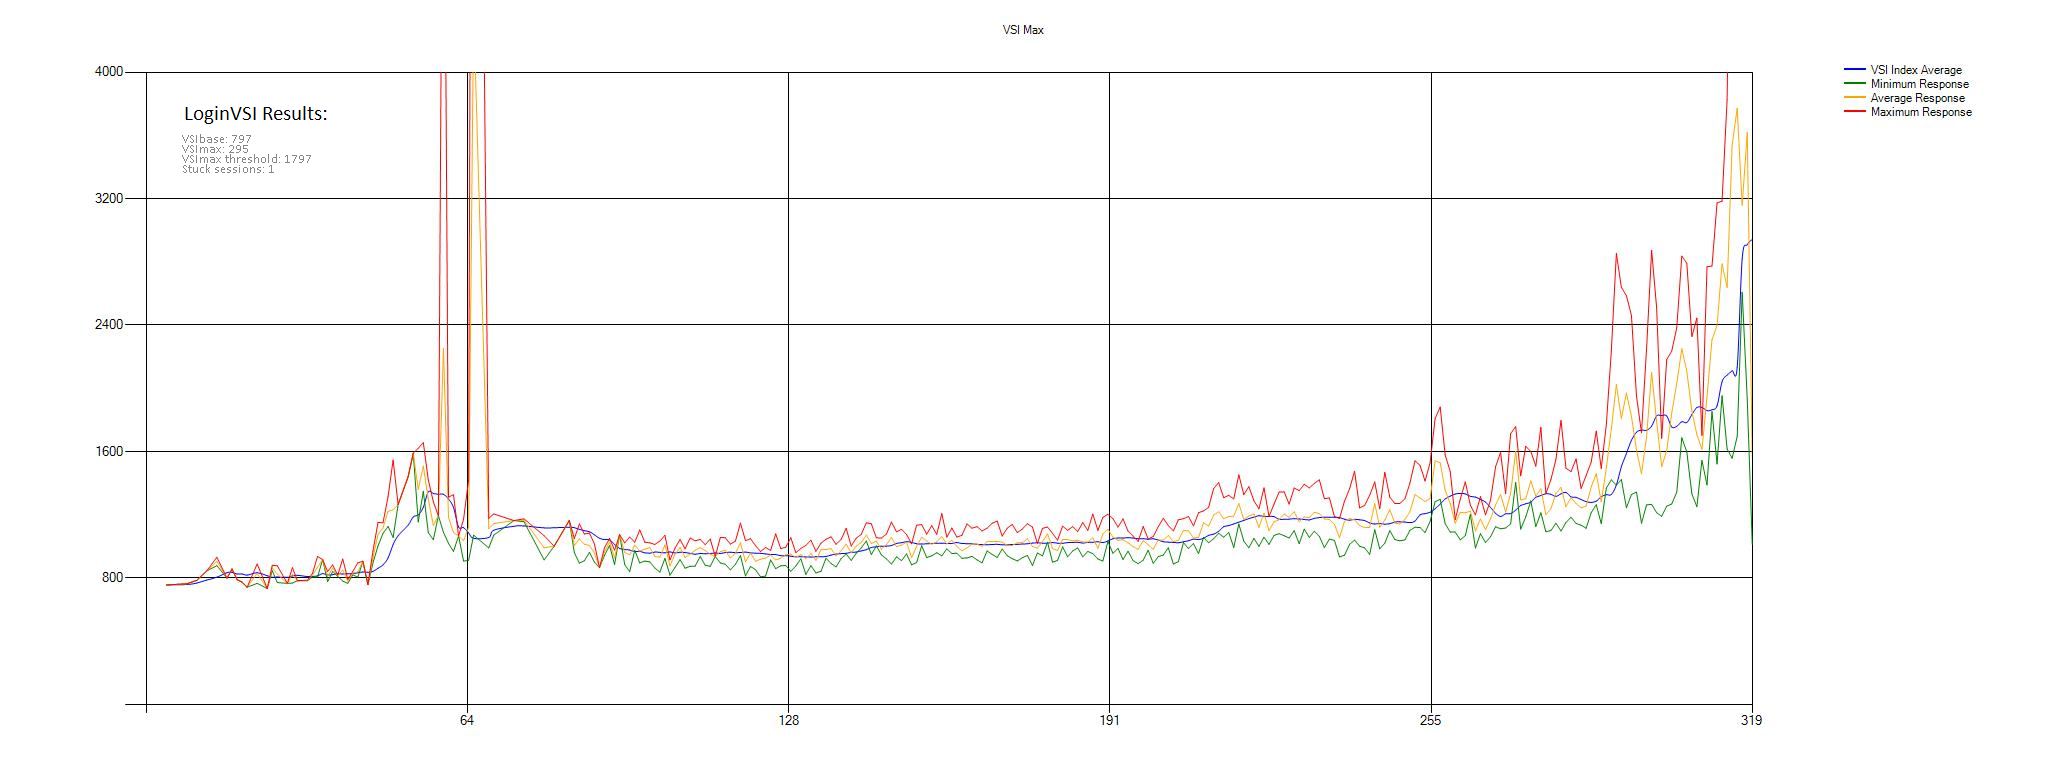 VSI Max
4000
3200
2400
1600
800
LoginVSI Results:
VSIbase: 797
VSImax: 295
VSImax threshold: 1797
Stuck sessions: 1
VSI Index Average
Minimum Response
Average Response
Maximum Response
64
128
191
255
319